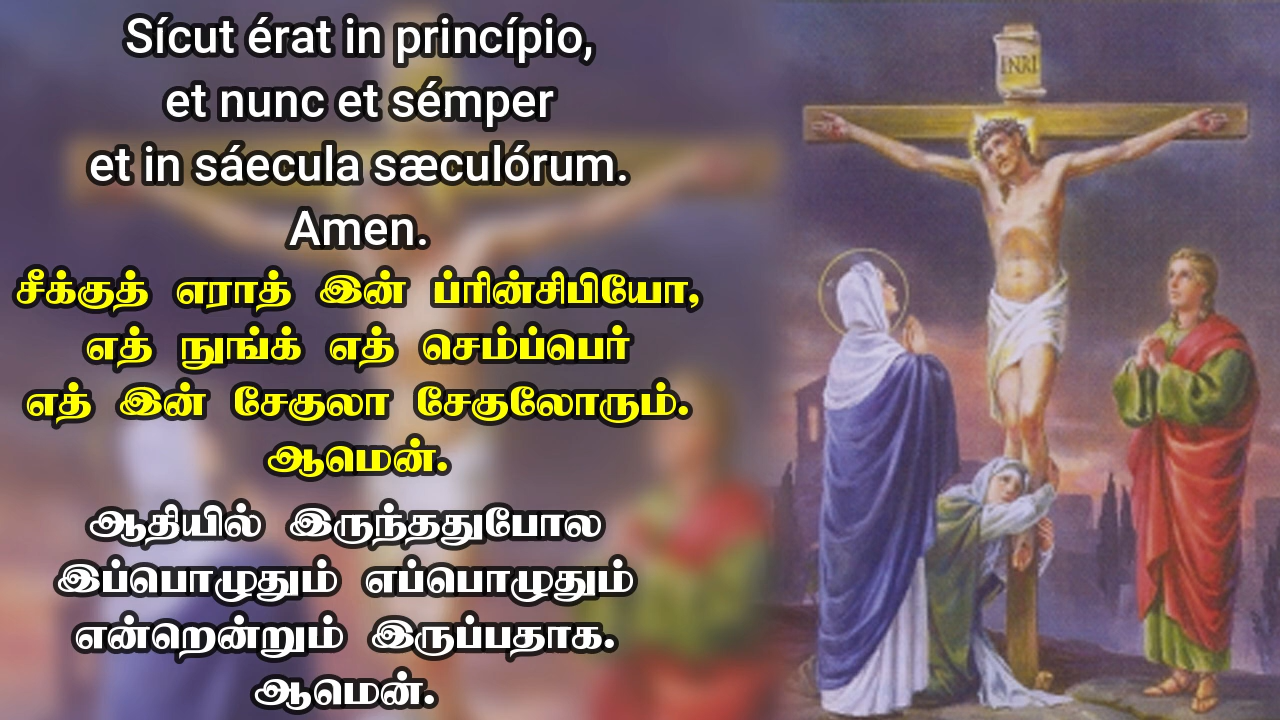 Sícut érat in princípio,
et nunc et sémper
et in sáecula sæculórum.
Amen.
சீக்குத் எராத் இன் ப்ரின்சிபியோ,
எத் நுங்க் எத் செம்ப்பெர்
எத் இன் சேகுலா சேகுலோரும்.
ஆமென்.
ஆதியில் இருந்ததுபோல
இப்பொழுதும் எப்பொழுதும்
என்றென்றும் இருப்பதாக.
ஆமென்.
INRI